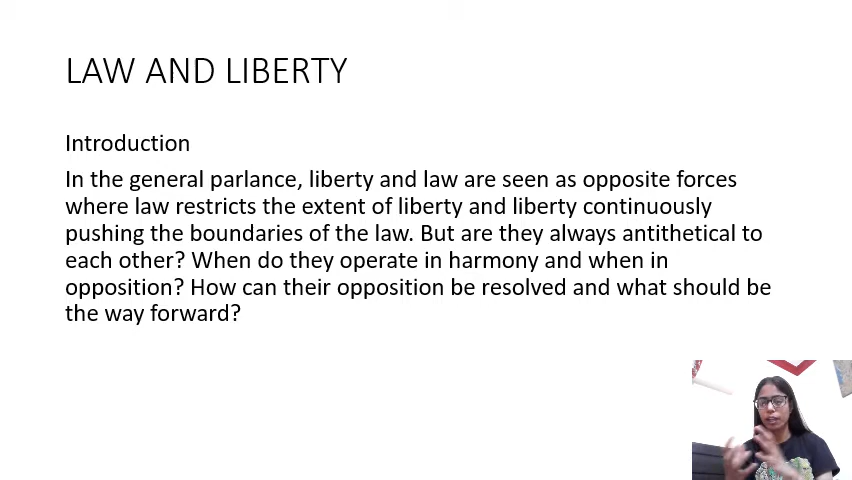 LAW AND LIBERTY
Introduction
In the general parlance, liberty and law are seen as opposite forces
where law restricts the extent of liberty and liberty continuously
pushing the boundaries of the law. But are they always antithetical to
each other? When do they operate in harmony and when in
opposition? How can their opposition be resolved and what should be
the way forward?